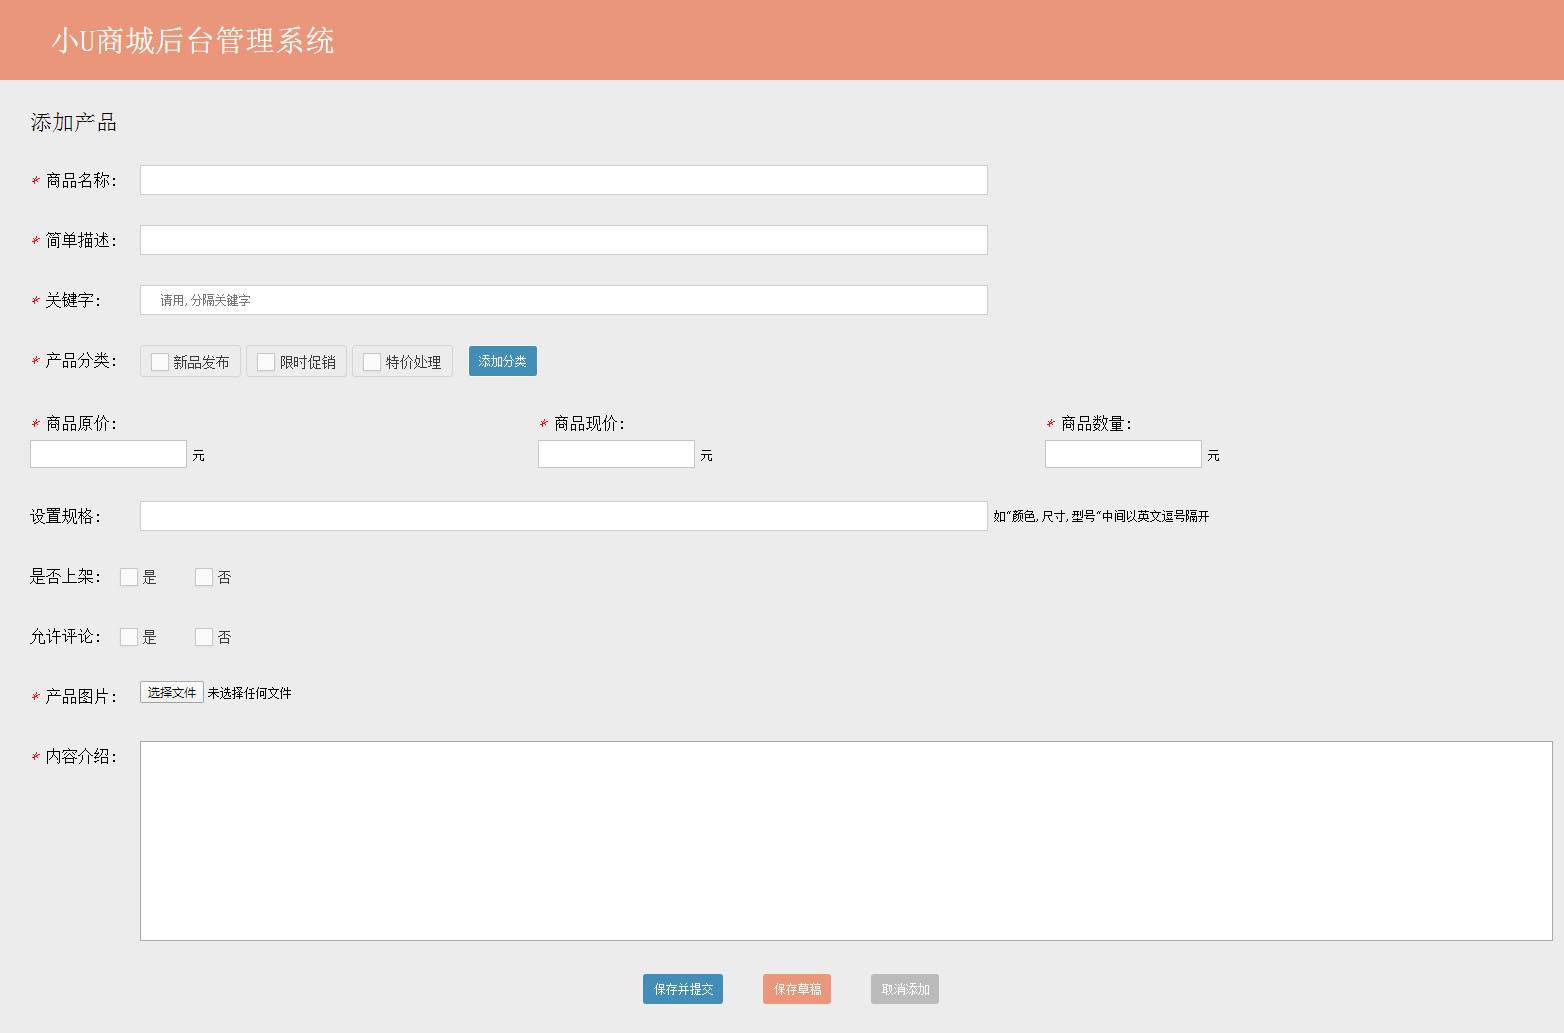 小U商城后台管理系统
添加产品
* 商品名称:
* 简单描述:
* 关键字: 请用,分隔关键字
* 产品分类: 新品发布 限时促销 特价处理 添加分类
* 商品原价: * 商品现价: * 商品数量:
元 元 元
设置规格: 如"颜色,尺寸,型号"中间以英文逗号隔开
是否上架: 是 否
允许评论: 是 否
* 产品图片: 选择文件 未选择任何文件
* 内容介绍:
保存并提交 保存草稿 取消添加